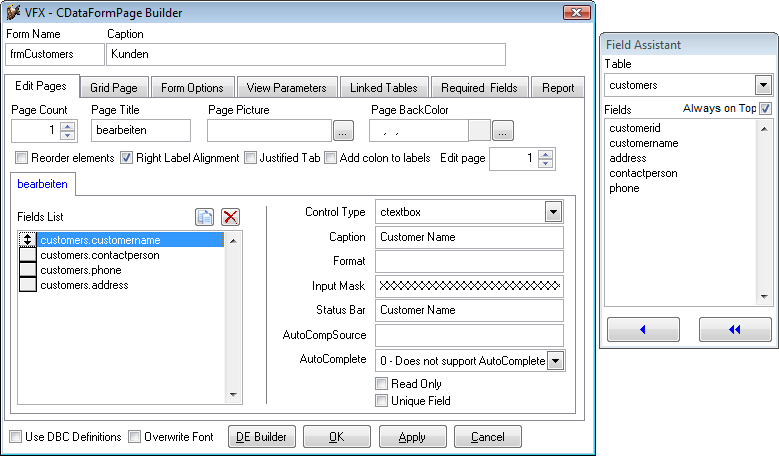 VFX - CDataFormPage Builder
Form Name Caption
frmCustomers Kunden
Edit Pages Grid Page Form Options View Parameters Linked Tables Required Fields Report
Page Count Page Title Page Picture Page BackColor
1 bearbeiten ... , , ...
Reorder elements Right Label Alignment Justified Tab Add colon to labels Edit page 1
bearbeiten
Fields List
customers.customername
customers.contactperson
customers.phone
customers.address
Control Type ctextbox
Caption Customer Name
Format
Input Mask XXXXXXXXXXXXXXXXXXXXXXXXXXXXXX
Status Bar Customer Name
AutoCompSource
AutoComplete 0 - Does not support AutoComplete
Read Only
Unique Field
Use DBC Definitions Overwrite Font DE Builder OK Apply Cancel
Field Assistant
Table
customers
Fields Always on Top
customerid
customername
address
contactperson
phone